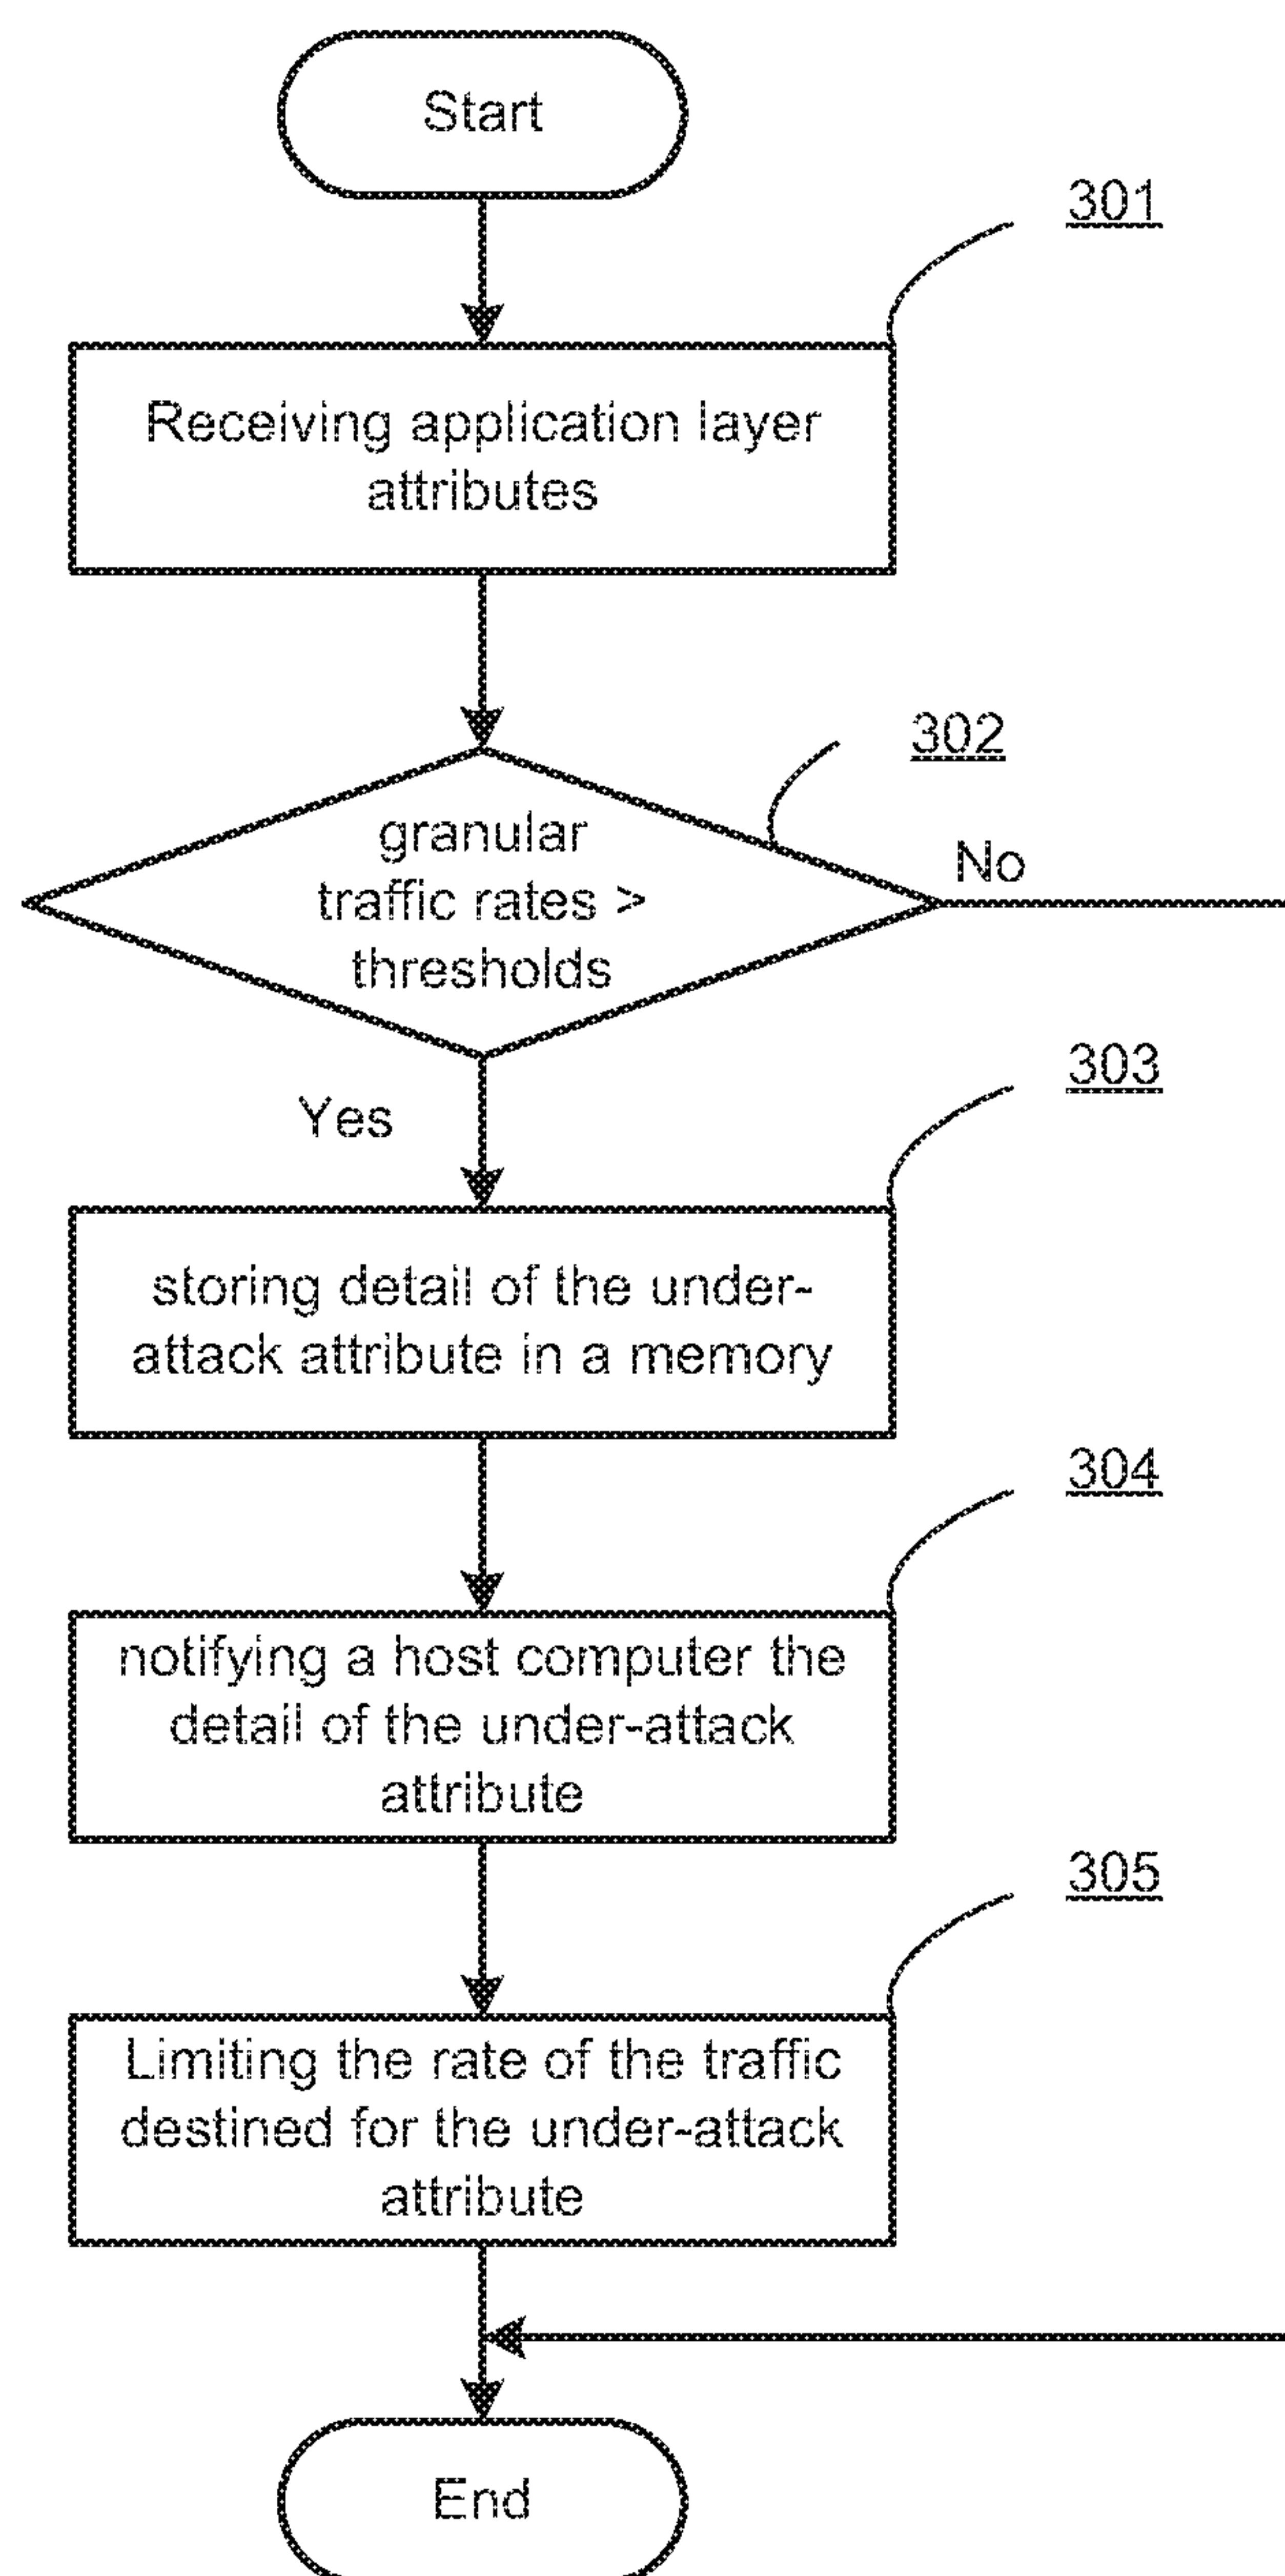 Start
301
Receiving application layer
attributes
302
granular
traffic rates >
thresholds
No
Yes
303
storing detail of the under-
attack attribute in a memory
304
notifying a host computer the
detail of the under-attack
attribute
305
Limiting the rate of the traffic
destined for the under-attack
attribute
End